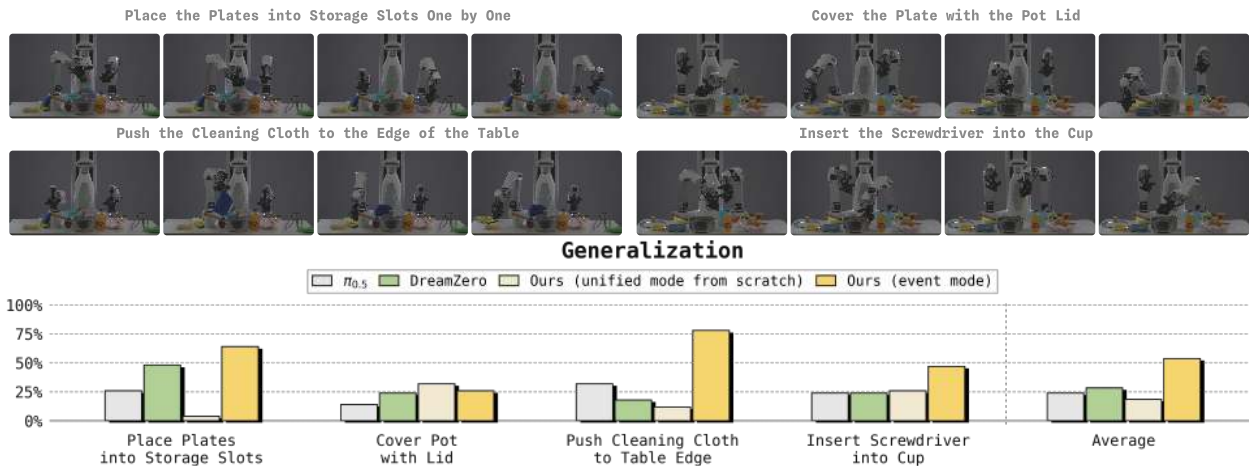 Place the Plates into Storage Slots One by One
Cover the Plate with the Pot Lid
Push the Cleaning Cloth to the Edge of the Table
Insert the Screwdriver into the Cup
Generalization
π0.5
DreamZero
Ours (unified mode from scratch)
Ours (event mode)
100%
75%
50%
25%
0%
Place Plates
into Storage Slots
Cover Pot
with Lid
Push Cleaning Cloth
to Table Edge
Insert Screwdriver
into Cup
Average